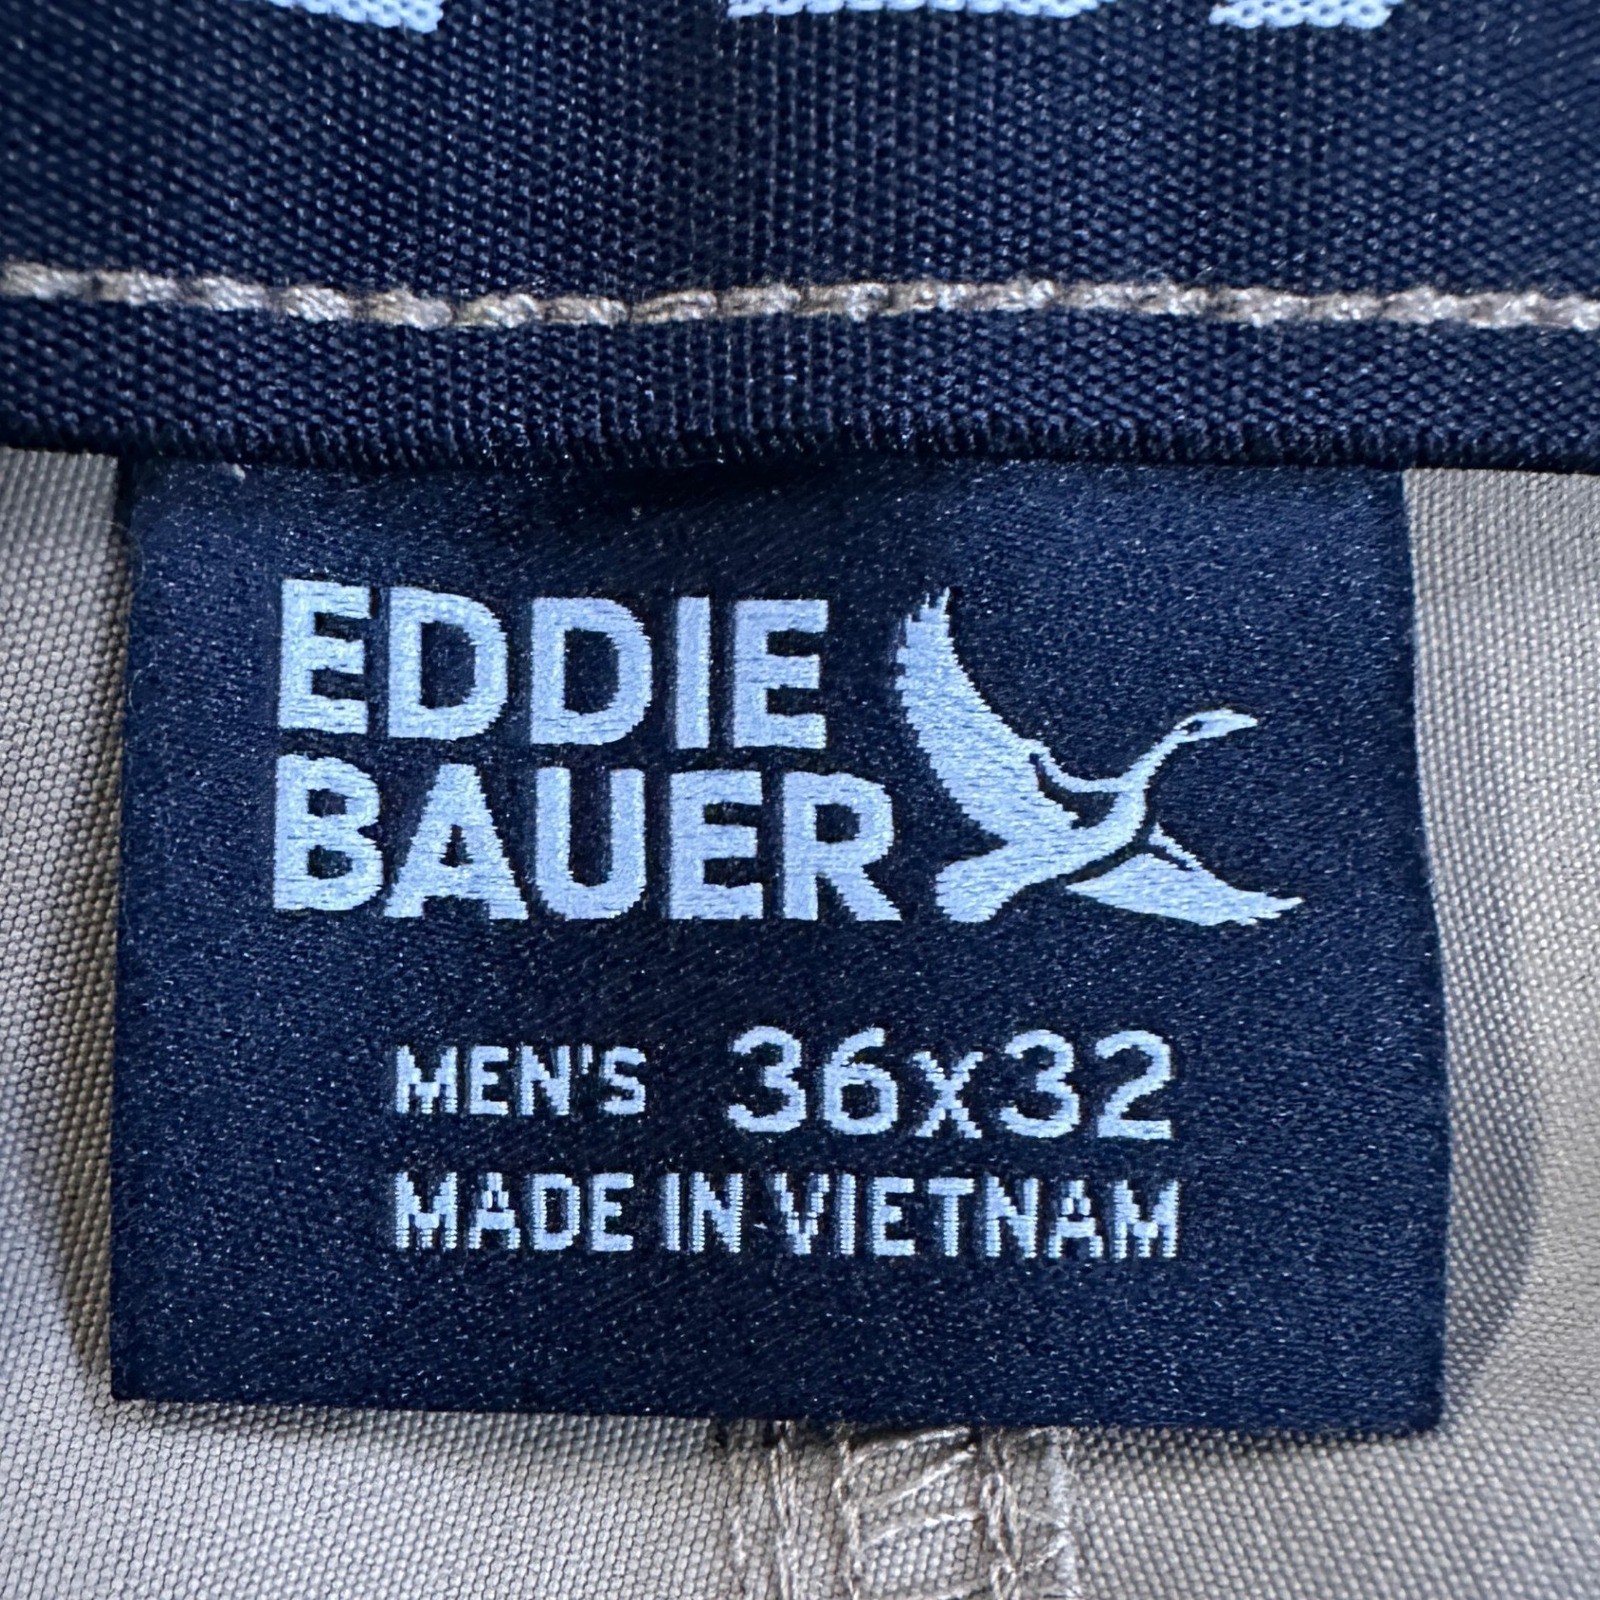 EDDIE
BAUER
MEN'S 36x32
MADE IN VIETNAM